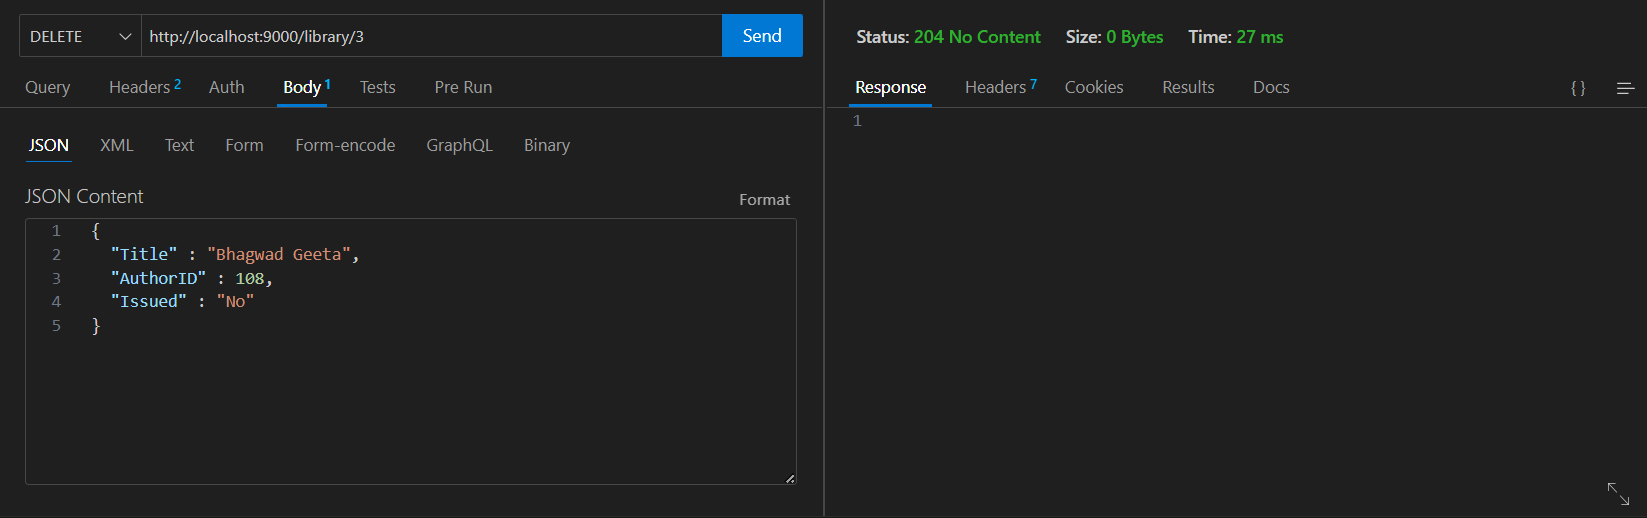 DELETE http://localhost:9000/library/3 Send
Query Headers 2 Auth Body 1 Tests Pre Run
JSON XML Text Form Form-encode GraphQL Binary
JSON Content
Format
1 {
2 "Title" : "Bhagwad Geeta",
3 "AuthorID" : 108,
4 "Issued" : "No"
5 }
Status: 204 No Content Size: 0 Bytes Time: 27 ms
Response Headers 7 Cookies Results Docs { }
1